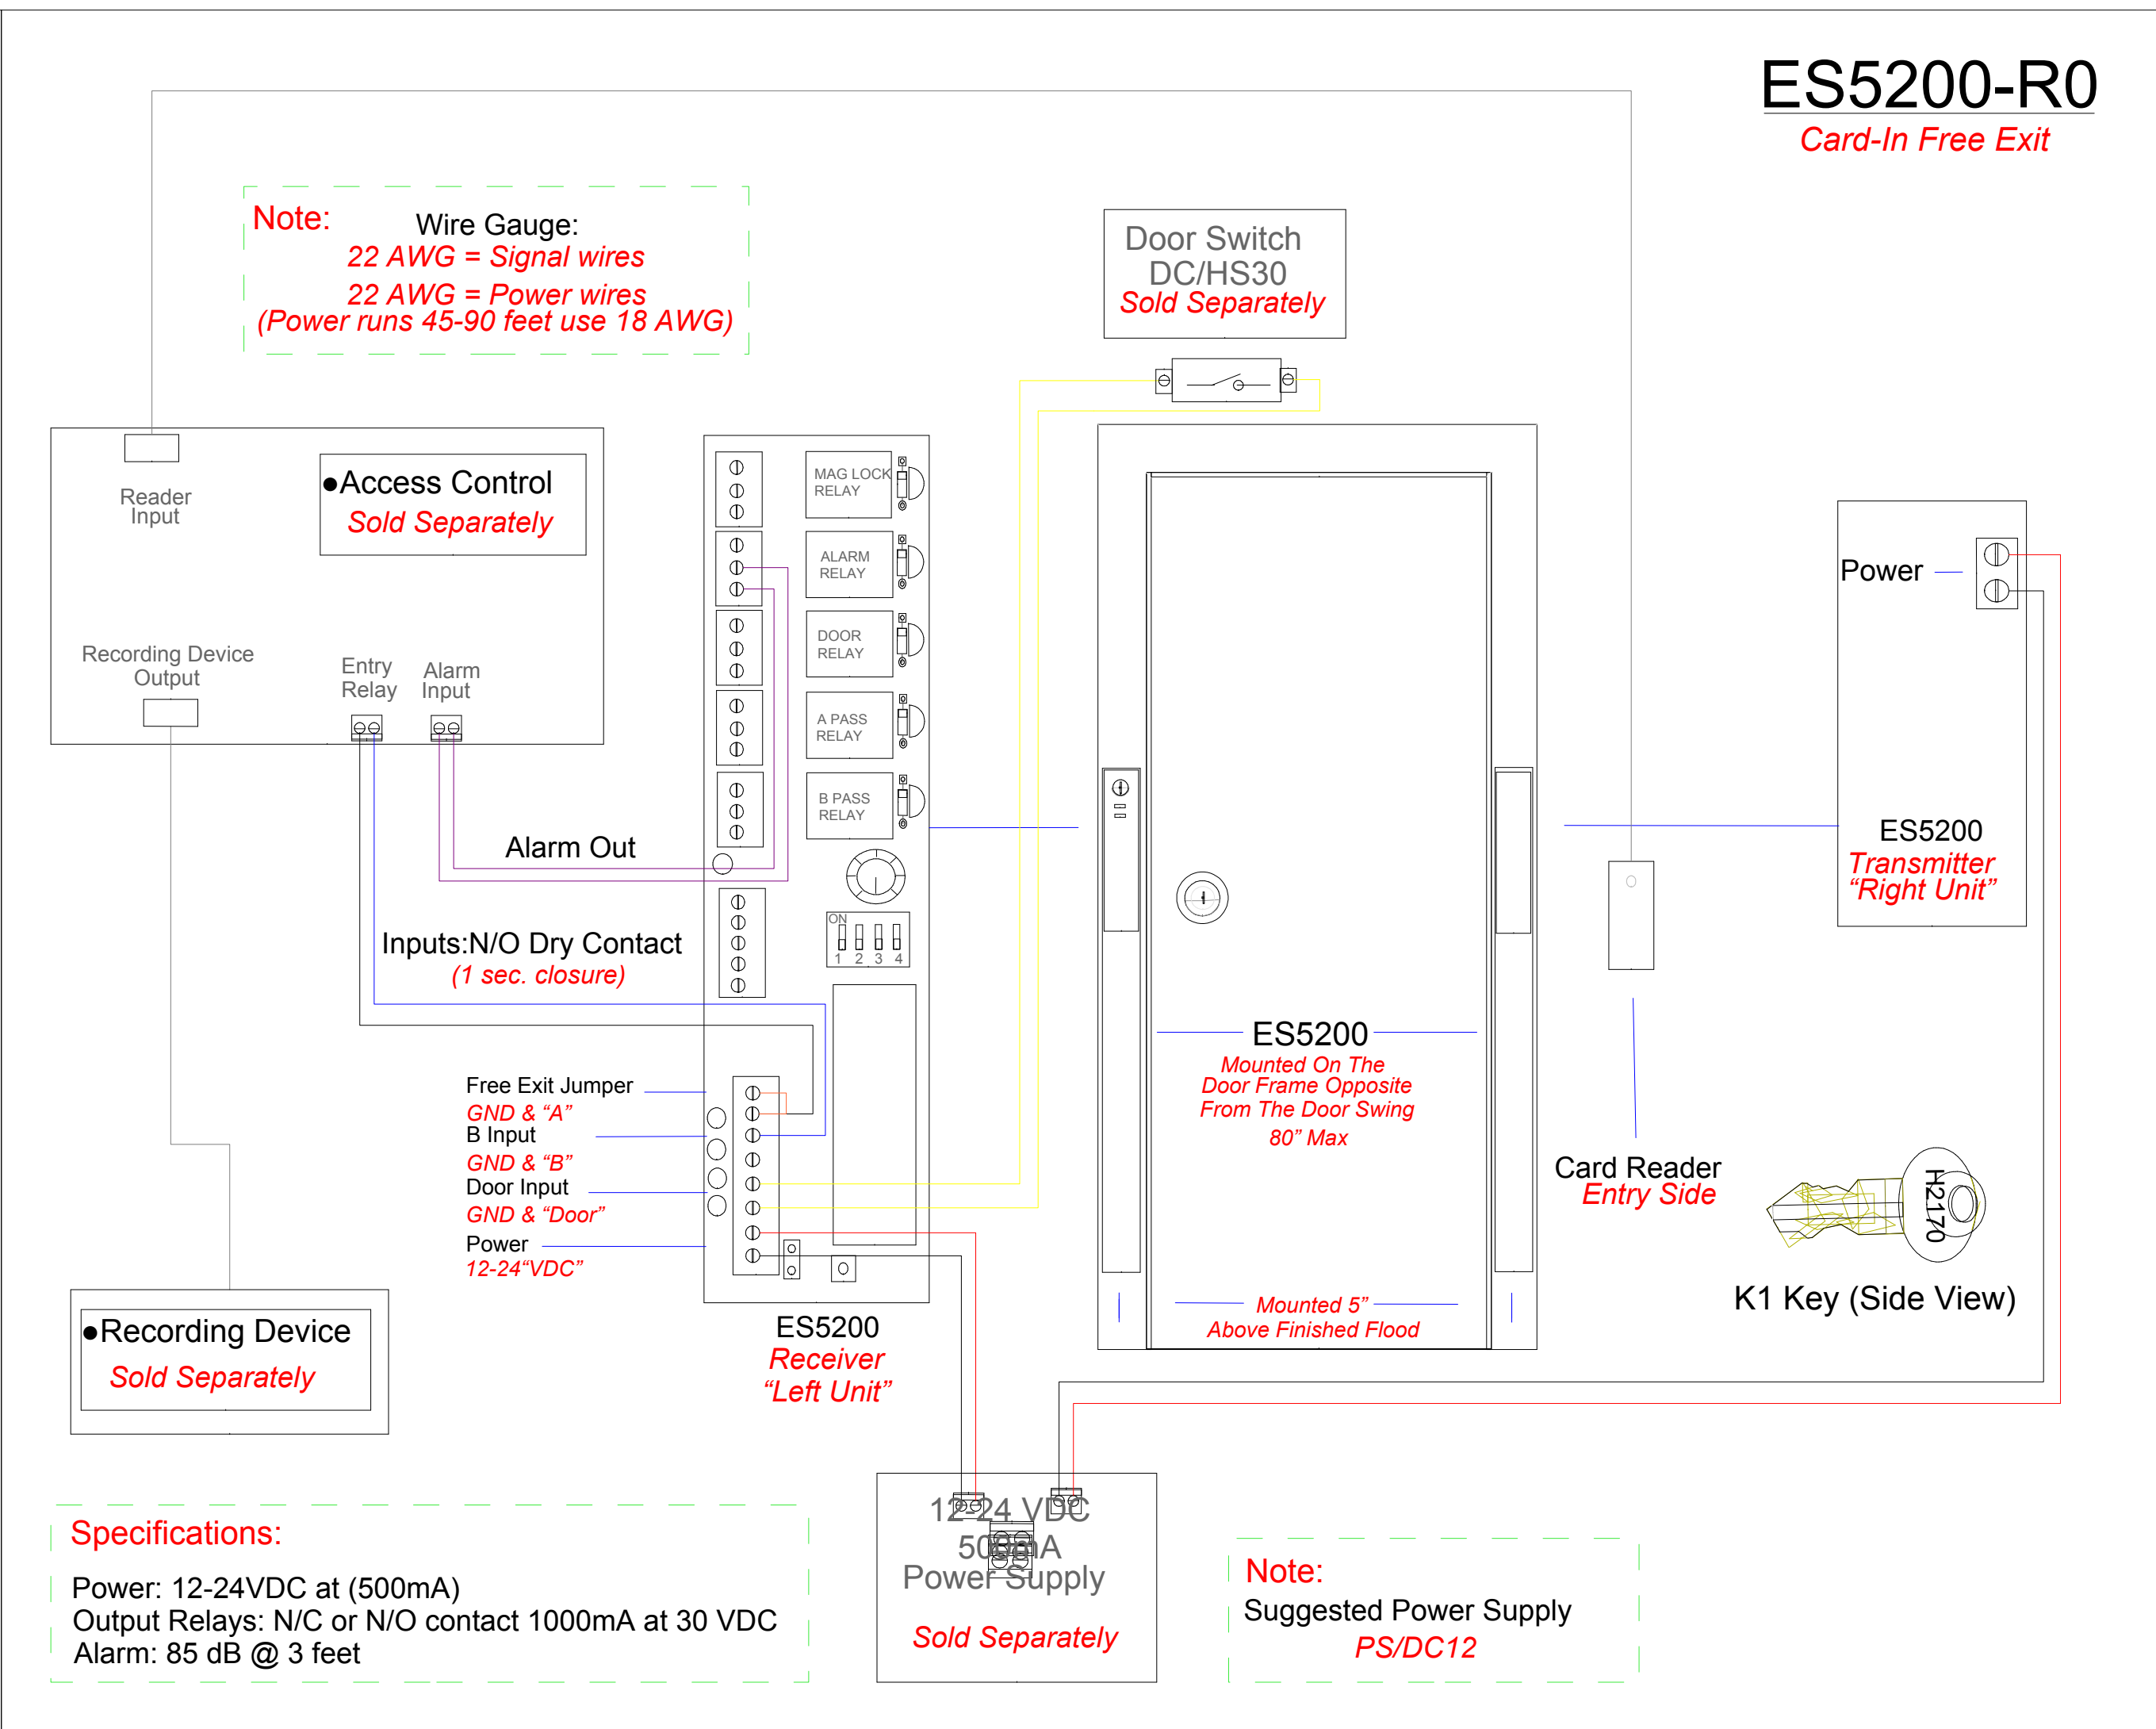 ES5200-R0
Card-In Free Exit
Note:
Wire Gauge:
22 AWG = Signal wires
22 AWG = Power wires
(Power runs 45-90 feet use 18 AWG)
Door Switch
DC/HS30
Sold Separately
Reader
Input
●Access Control
Sold Separately
Recording Device
Output
Entry
Relay
Alarm
Input
MAG LOCK
RELAY
ALARM
RELAY
DOOR
RELAY
A PASS
RELAY
B PASS
RELAY
ON
1 2 3 4
Alarm Out
Inputs:N/O Dry Contact
(1 sec. closure)
Free Exit Jumper
GND & “A”
B Input
GND & “B”
Door Input
GND & “Door”
Power
12-24“VDC”
ES5200
Receiver
“Left Unit”
ES5200
Mounted On The
Door Frame Opposite
From The Door Swing
80” Max
Mounted 5”
Above Finished Flood
Power
ES5200
Transmitter
“Right Unit”
Card Reader
Entry Side
H2170
K1 Key (Side View)
●Recording Device
Sold Separately
12-24 VDC
500mA
Power Supply
Sold Separately
Specifications:
Power: 12-24VDC at (500mA)
Output Relays: N/C or N/O contact 1000mA at 30 VDC
Alarm: 85 dB @ 3 feet
Note:
Suggested Power Supply
PS/DC12